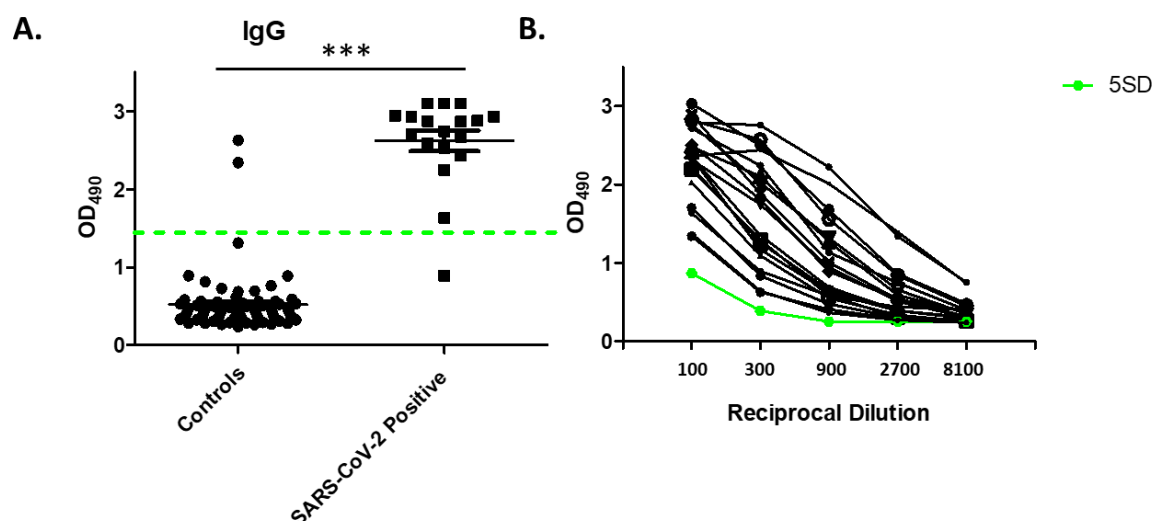 A.
IgG
***
3
2
1
0
OD490
Controls
SARS-CoV-2 Positive
B.
5SD
3
2
1
0
OD490
100 300 900 2700 8100
Reciprocal Dilution